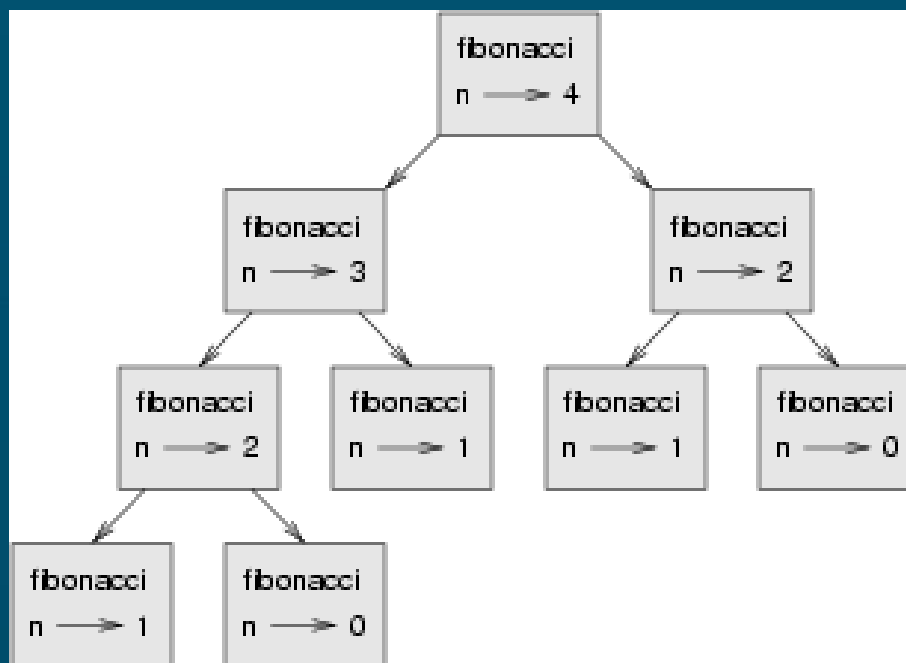 fibonacci
n → 4
fibonacci
n → 3
fibonacci
n → 2
fibonacci
n → 2
fibonacci
n → 1
fibonacci
n → 1
fibonacci
n → 0
fibonacci
n → 1
fibonacci
n → 0